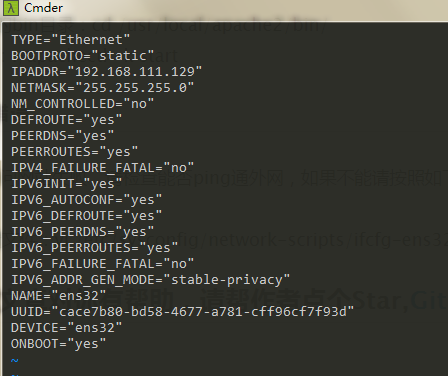 Cmder
TYPE="Ethernet"
BOOTPROTO="static"
IPADDR="192.168.111.129"
NETMASK="255.255.255.0"
NM_CONTROLLED="no"
DEFROUTE="yes"
PEERDNS="yes"
PEERROUTES="yes"
IPV4_FAILURE_FATAL="no"
IPV6INIT="yes"
IPV6_AUTOCONF="yes"
IPV6_DEFROUTE="yes"
IPV6_PEERDNS="yes"
IPV6_PEERROUTES="yes"
IPV6_FAILURE_FATAL="no"
IPV6_ADDR_GEN_MODE="stable-privacy"
NAME="ens32"
UUID="cace7b80-bd58-4677-a781-cff96cf7f93d"
DEVICE="ens32"
ONBOOT="yes"
~